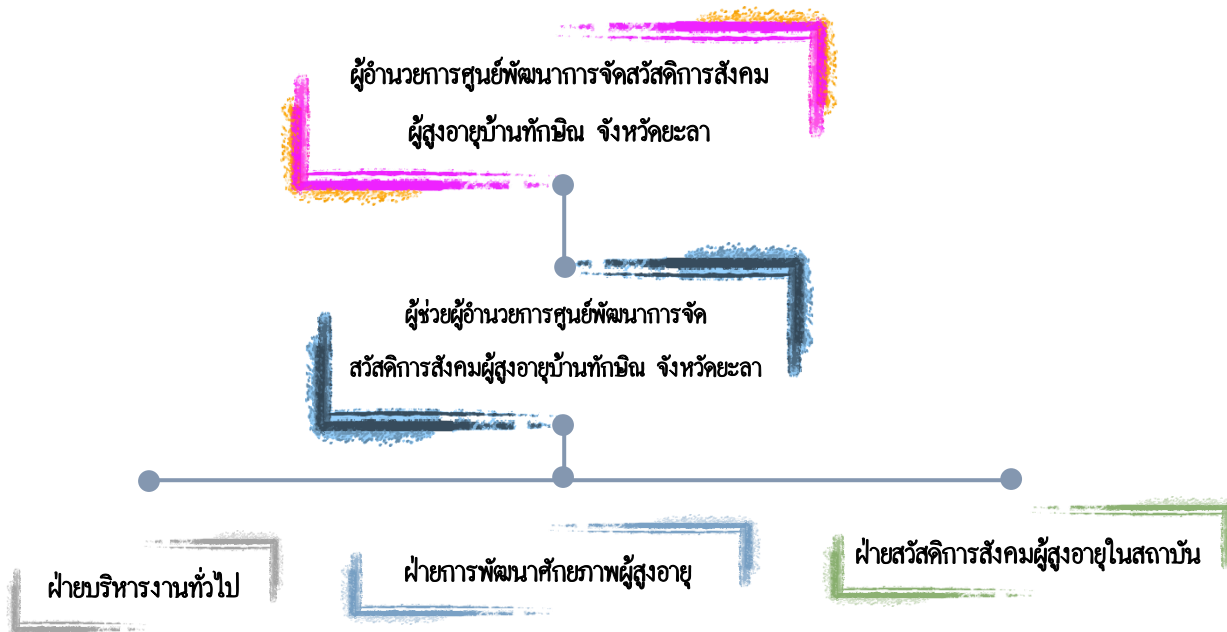 ผู้อำนวยการศูนย์พัฒนาการจัดสวัสดิการสังคม
ผู้สูงอายุบ้านทักษิณ จังหวัดยะลา
ผู้ช่วยผู้อำนวยการศูนย์พัฒนาการจัด
สวัสดิการสังคมผู้สูงอายุบ้านทักษิณ จังหวัดยะลา
ฝ่ายบริหารงานทั่วไป
ฝ่ายการพัฒนาศักยภาพผู้สูงอายุ
ฝ่ายสวัสดิการสังคมผู้สูงอายุในสถาบัน